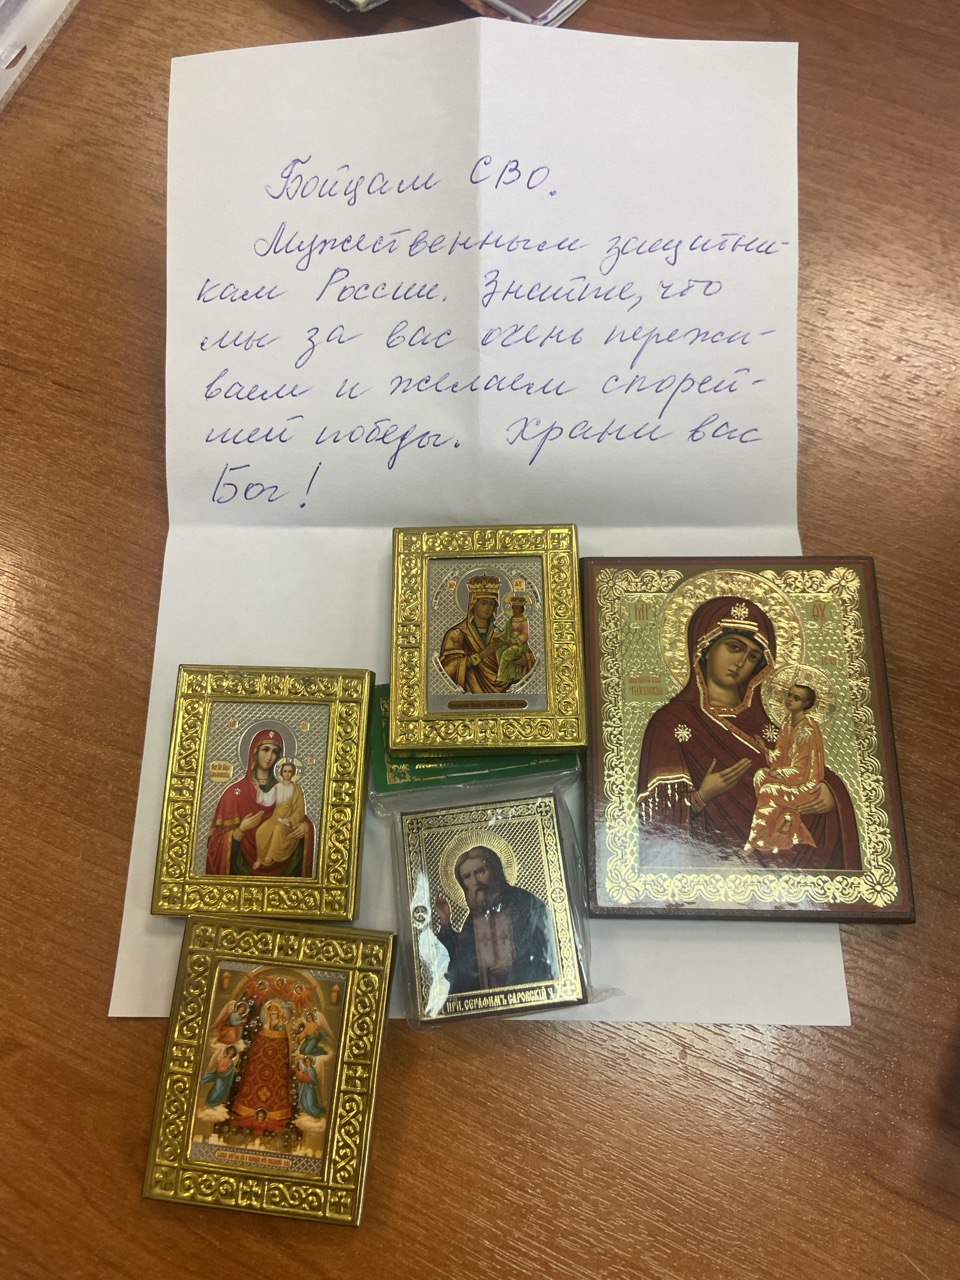 Бойцам СВО.
Мужественным защитни-
кам России. Знайте, что
мы за вас очень пережи-
ваем и желаем скорей-
шей победы. Храни вас
Бог!
ПРП. СЕРАФИМЪ САРОВСКIЙ Ч.